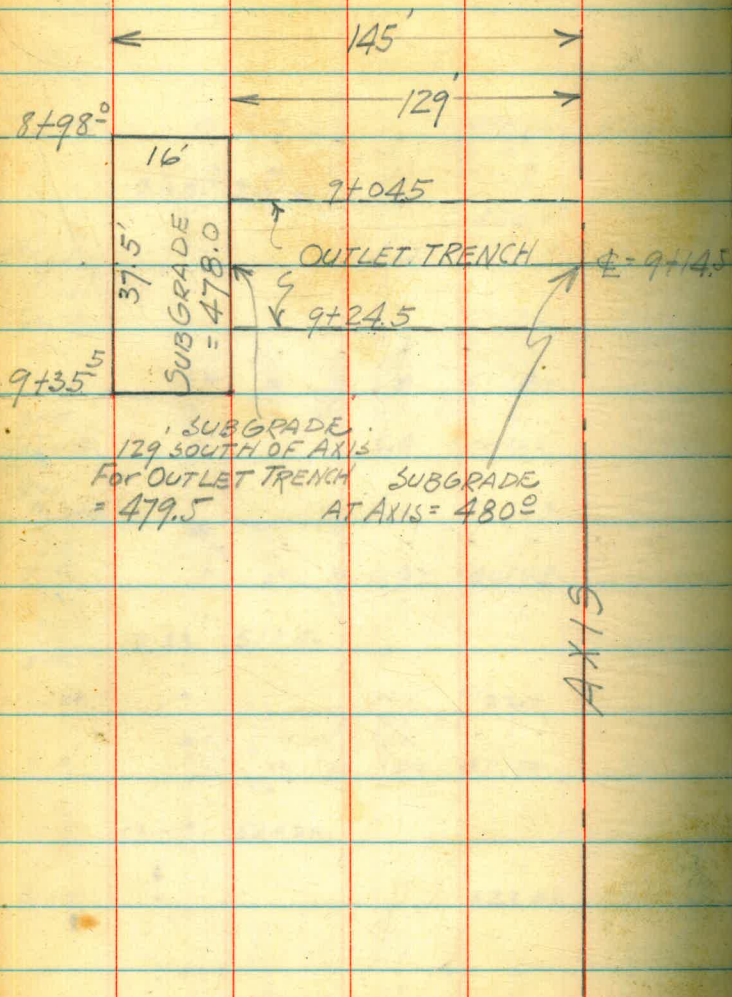 145'
129'
8+98.0
16'
37.5'
SUBGRADE
= 478.0
9+04.5
OUTLET TRENCH
9+24.5
℄ = 9+14.5
9+35.5
SUBGRADE
129' SOUTH OF AXIS
For OUTLET TRENCH
= 479.5
SUBGRADE
AT AXIS = 480.0
AXIS